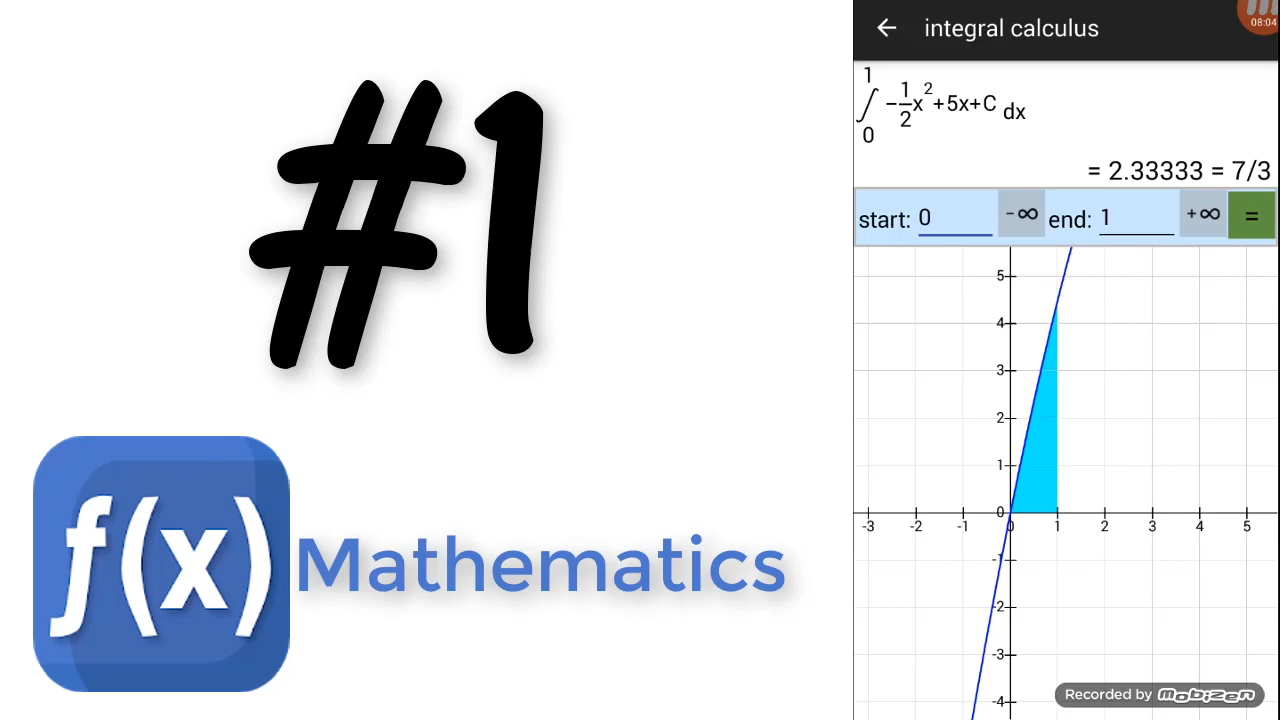 #1
f(x) Mathematics
08:04
integral calculus
1
∫ -1/2x²+5x+C dx
0
= 2.33333 = 7/3
start: 0 -∞ end: 1 +∞ =
5
4
3
2
1
0
-3 -2 -1 0 1 2 3 4 5
-1
-2
-3
-4
Recorded by mobizen